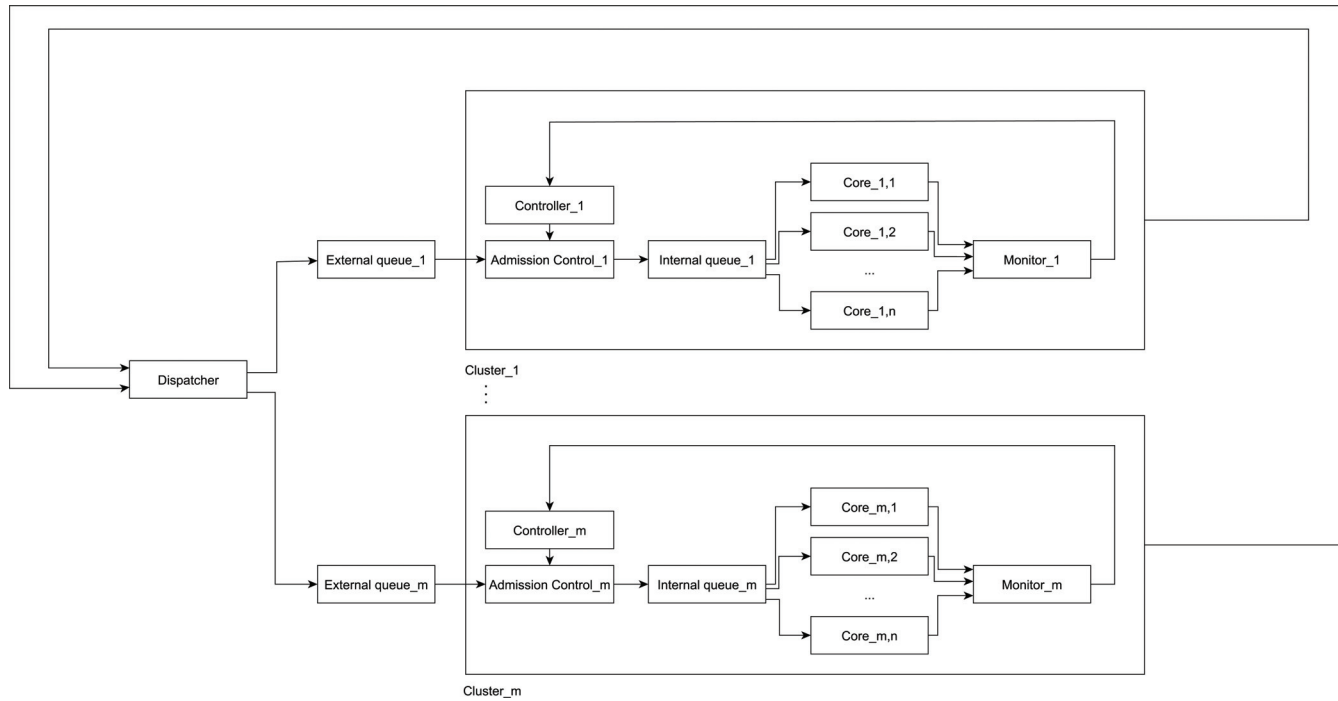 Core_1,1
Controller_1
Core_1,2
External queue_1
Admission Control_1
Internal queue_1
Monitor_1
...
Core_1,n
Dispatcher
Cluster_1
Core_m,1
Controller_m
Core_m,2
External queue_m
Admission Control_m
Internal queue_m
Monitor_m
...
Core_m,n
Cluster_m